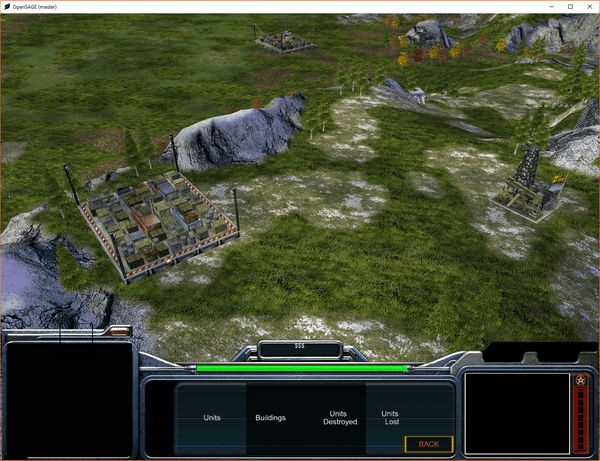 OpenSAGE (master)
$$$
Units
Buildings
Units
Destroyed
Units
Lost
BACK